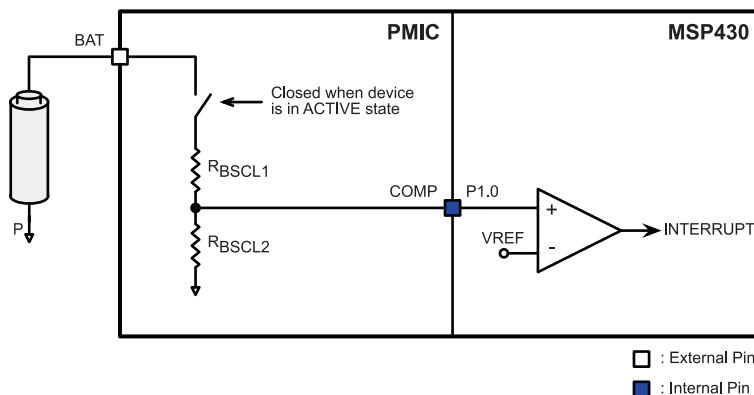 PMIC
MSP430
BAT
Closed when device
is in ACTIVE state
RBSCL1
COMP
P1.0
+
VREF
-
INTERRUPT
P
RBSCL2
: External Pin
: Internal Pin